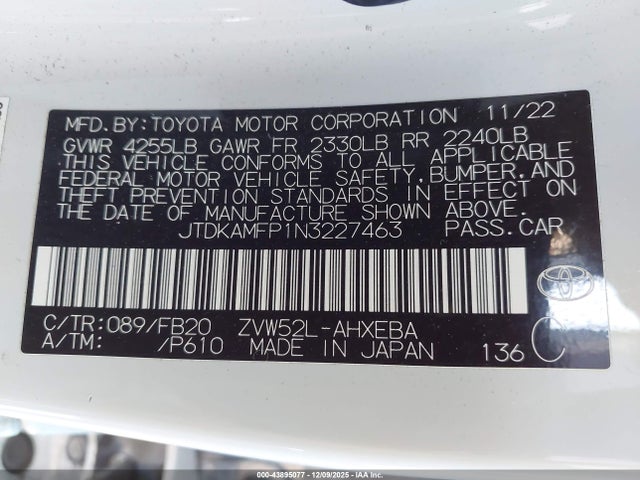 MFD.BY:TOYOTA MOTOR CORPORATION 11/22
GVWR 4255LB GAWR FR 2330LB RR 2240LB
THIS VEHICLE CONFORMS TO ALL APPLICABLE
FEDERAL MOTOR VEHICLE SAFETY,BUMPER,AND
THEFT PREVENTION STANDARDS IN EFFECT ON
THE DATE OF MANUFACTURE SHOWN ABOVE.
JTDKAMFP1N3227463 PASS.CAR
C/TR:089/FB20 ZVW52L-AHXEBA
A/TM: /P610 MADE IN JAPAN 136 C
000-43895077 - 12/09/2025 - IAAI.COM